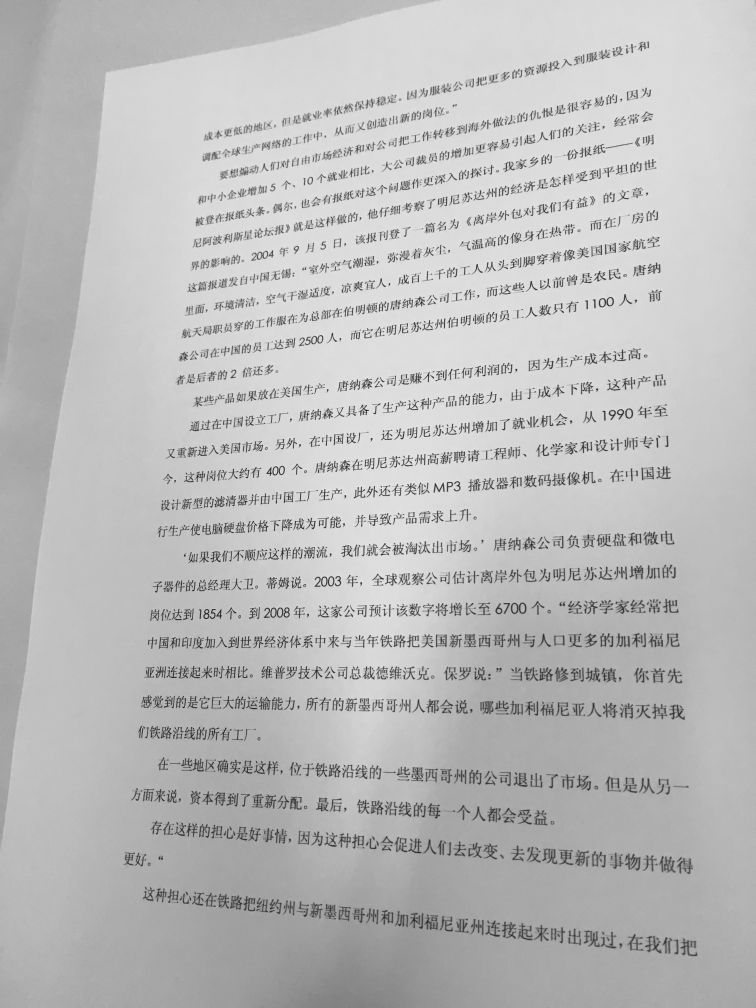 成本更低的地区，但是就业率依然保持稳定。因为服装公司把更多的资源投入到服装设计和
调配全球生产网络的工作中，从而又创造出新的岗位。”
要想煽动人们对自由市场经济和对公司把工作转移到海外做法的仇恨是很容易的，因为
和中小企业增加 5 个、10 个就业相比，大公司裁员的增加更容易引起人们的关注，经常会
被登在报纸头条。偶尔，也会有报纸对这个问题作更深入的探讨。我家乡的一份报纸——《明
尼阿波利斯星论坛报》就是这样做的，他仔细考察了明尼苏达州的经济是怎样受到平坦的世
界的影响的。2004 年 9 月 5 日，该报刊登了一篇名为《离岸外包对我们有益》的文章，
这篇报道发自中国无锡：“室外空气潮湿，弥漫着灰尘，气温高的像身在热带。而在厂房的
里面，环境清洁，空气干湿适度，凉爽宜人，成百上千的工人从头到脚穿着像美国国家航空
航天局职员穿的工作服在为总部在伯明顿的唐纳森公司工作，而这些人以前曾是农民。唐纳
森公司在中国的员工达到 2500 人，而它在明尼苏达州伯明顿的员工人数只有 1100 人，前
者是后者的 2 倍还多。
某些产品如果放在美国生产，唐纳森公司是赚不到任何利润的，因为生产成本过高。
通过在中国设立工厂，唐纳森又具备了生产这种产品的能力，由于成本下降，这种产品
又重新进入美国市场。另外，在中国设厂，还为明尼苏达州增加了就业机会，从 1990 年至
今，这种岗位大约有 400 个。唐纳森在明尼苏达州高薪聘请工程师、化学家和设计师专门
设计新型的滤清器并由中国工厂生产，此外还有类似 MP3 播放器和数码摄像机。在中国进
行生产使电脑硬盘价格下降成为可能，并导致产品需求上升。
‘如果我们不顺应这样的潮流，我们就会被淘汰出市场。’唐纳森公司负责硬盘和微电
子器件的总经理大卫。蒂姆说。2003 年，全球观察公司估计离岸外包为明尼苏达州增加的
岗位达到 1854 个。到 2008 年，这家公司预计该数字将增长至 6700 个。“经济学家经常把
中国和印度加入到世界经济体系中来与当年铁路把美国新墨西哥州与人口更多的加利福尼
亚洲连接起来时相比。维普罗技术公司总裁德维沃克。保罗说：”当铁路修到城镇，你首先
感觉到的是它巨大的运输能力，所有的新墨西哥州人都会说，哪些加利福尼亚人将消灭掉我
们铁路沿线的所有工厂。
在一些地区确实是这样，位于铁路沿线的一些墨西哥州的公司退出了市场。但是从另一
方面来说，资本得到了重新分配。最后，铁路沿线的每一个人都会受益。
存在这样的担心是好事情，因为这种担心会促进人们去改变、去发现更新的事物并做得
更好。“
这种担心还在铁路把纽约州与新墨西哥州和加利福尼亚州连接起来时出现过，在我们把